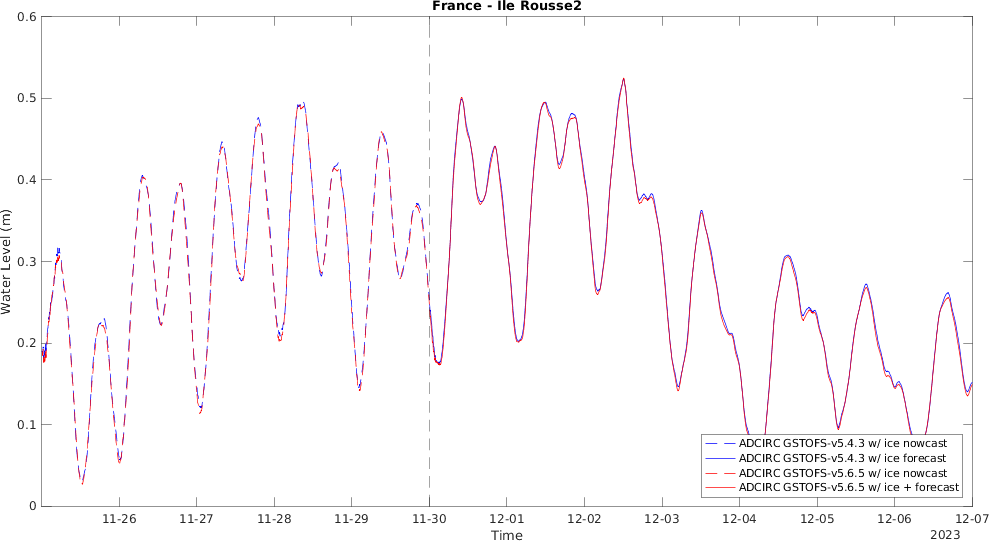 France - Ile Rousse2
0.6
0.5
0.4
0.3
0.2
0.1
0
Water Level (m)
11-26
11-27
11-28
11-29
11-30
12-01
12-02
12-03
12-04
12-05
12-06
12-07
Time
2023
ADCIRC GSTOFS-v5.4.3 w/ ice nowcast
ADCIRC GSTOFS-v5.4.3 w/ ice forecast
ADCIRC GSTOFS-v5.6.5 w/ ice nowcast
ADCIRC GSTOFS-v5.6.5 w/ ice + forecast